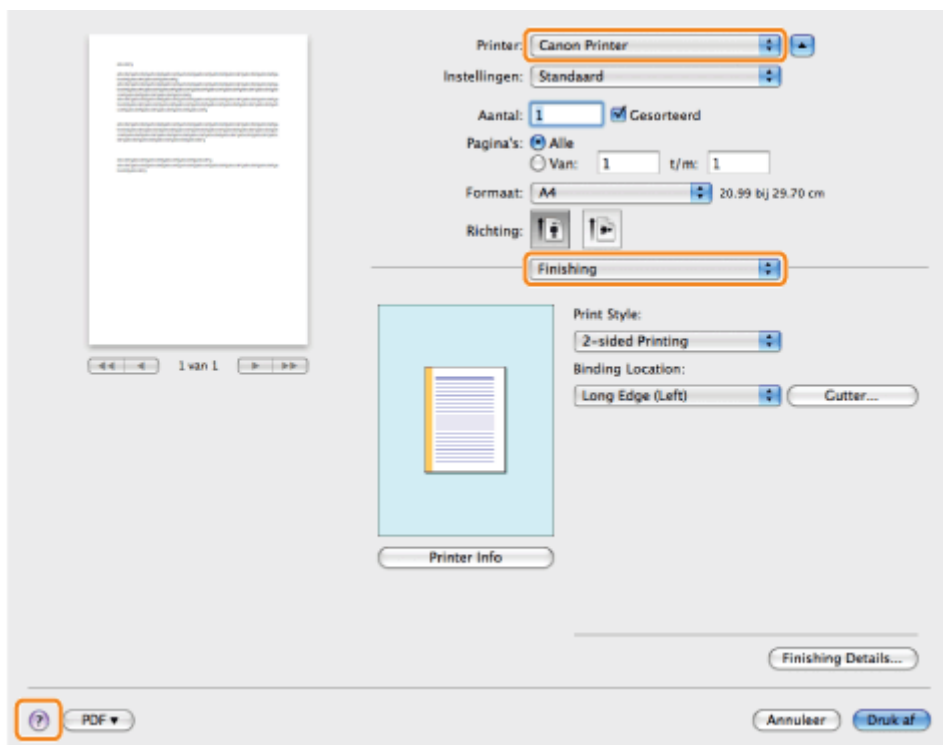 Printer: Canon Printer
Instellingen: Standaard
Aantal: 1 Gesorteerd
Pagina's: Alle
Van: 1 t/m: 1
Formaat: A4 20.99 bij 29.70 cm
Richting:
Finishing
1 van 1
Print Style:
2-sided Printing
Binding Location:
Long Edge (Left) Gutter...
Printer Info
Finishing Details...
? PDF Annuleer Druk af